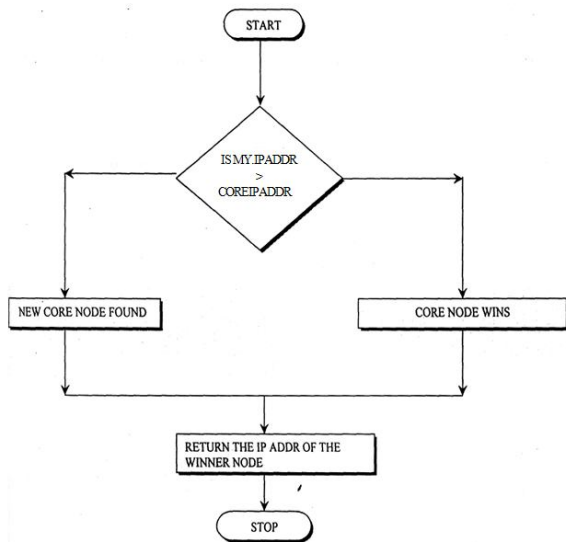 START
IS MY.IPADDR
>
COREIPADDR
NEW CORE NODE FOUND
CORE NODE WINS
RETURN THE IP ADDR OF THE
WINNER NODE
STOP